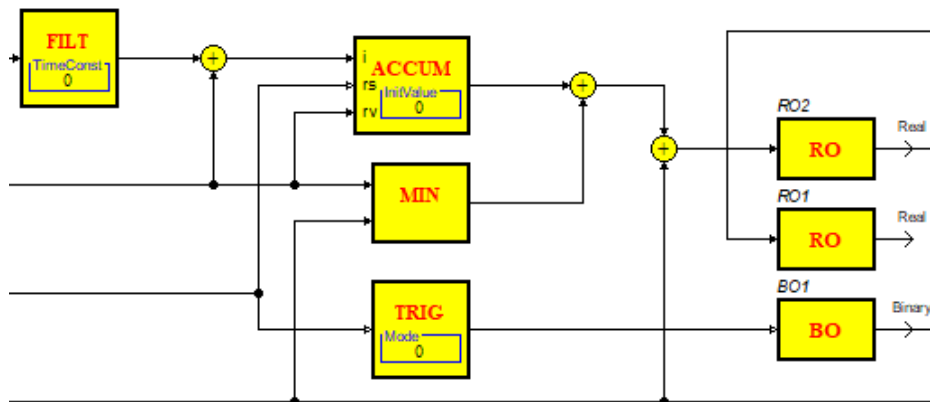 FILT
TimeConst
0
+
i
rs
rv
ACCUM
InitValue
0
+
+
RO2
RO
Real
MIN
RO1
RO
Real
TRIG
Mode
0
BO1
BO
Binary